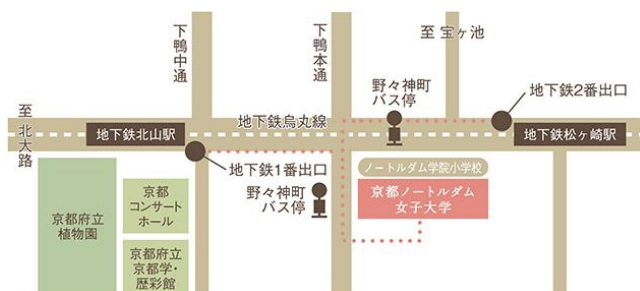 下鴨中通
下鴨本通
至 宝ヶ池
野々神町
バス停
地下鉄2番出口
至 北大路
地下鉄烏丸線
地下鉄北山駅
地下鉄松ヶ崎駅
地下鉄1番出口
ノートルダム学院小学校
京都ノートルダム
女子大学
野々神町
バス停
京都府立
植物園
京都
コンサート
ホール
京都府立
京都学・
歴彩館